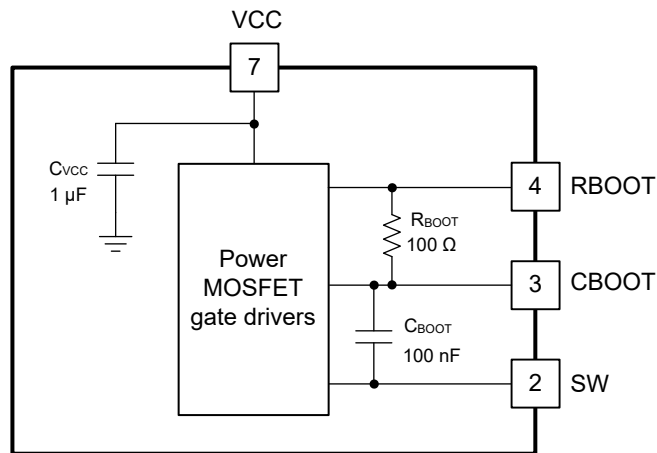 VCC
7
CVCC
1 µF
4 RBOOT
RBOOT
100 Ω
Power
MOSFET
gate drivers
3 CBOOT
CBOOT
100 nF
2 SW